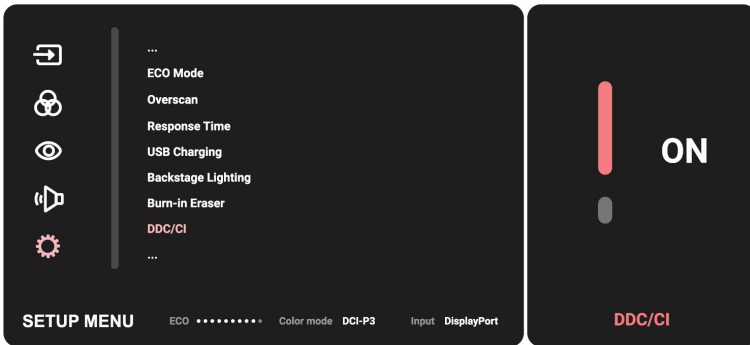 ...
ECO Mode
Overscan
Response Time
USB Charging
Backstage Lighting
Burn-in Eraser
DDC/CI
...
SETUP MENU ECO Color mode DCI-P3 Input DisplayPort
ON
DDC/CI